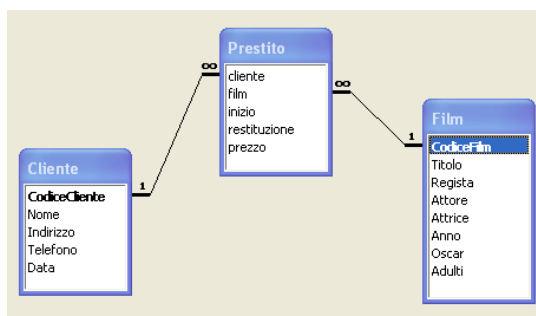 Prestito
cliente
film
inizio
restituzione
prezzo
∞
∞
1
1
Cliente
CodiceCliente
Nome
Indirizzo
Telefono
Data
Film
CodiceFilm
Titolo
Regista
Attore
Attrice
Anno
Oscar
Adulti